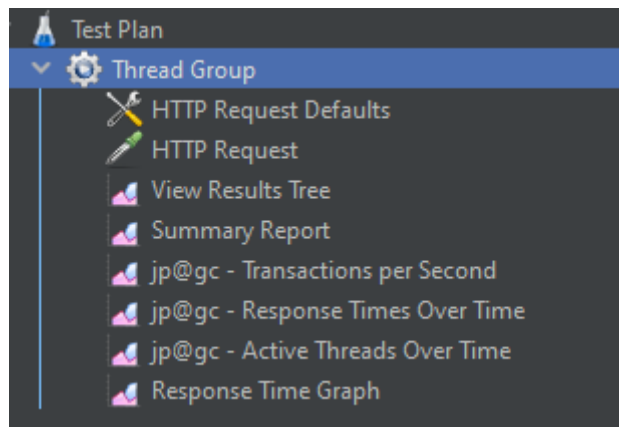 Test Plan
Thread Group
HTTP Request Defaults
HTTP Request
View Results Tree
Summary Report
jp@gc - Transactions per Second
jp@gc - Response Times Over Time
jp@gc - Active Threads Over Time
Response Time Graph